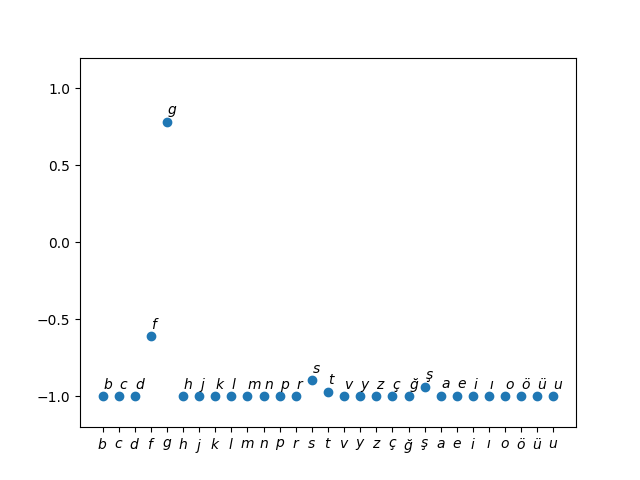 1.0
g
0.5
0.0
−0.5
f
−1.0
b c d h j k l m n p r s t v y z ç ğ ş a e i ı o ö ü u
b c d f g h j k l m n p r s t v y z ç ğ ş a e i ı o ö ü u